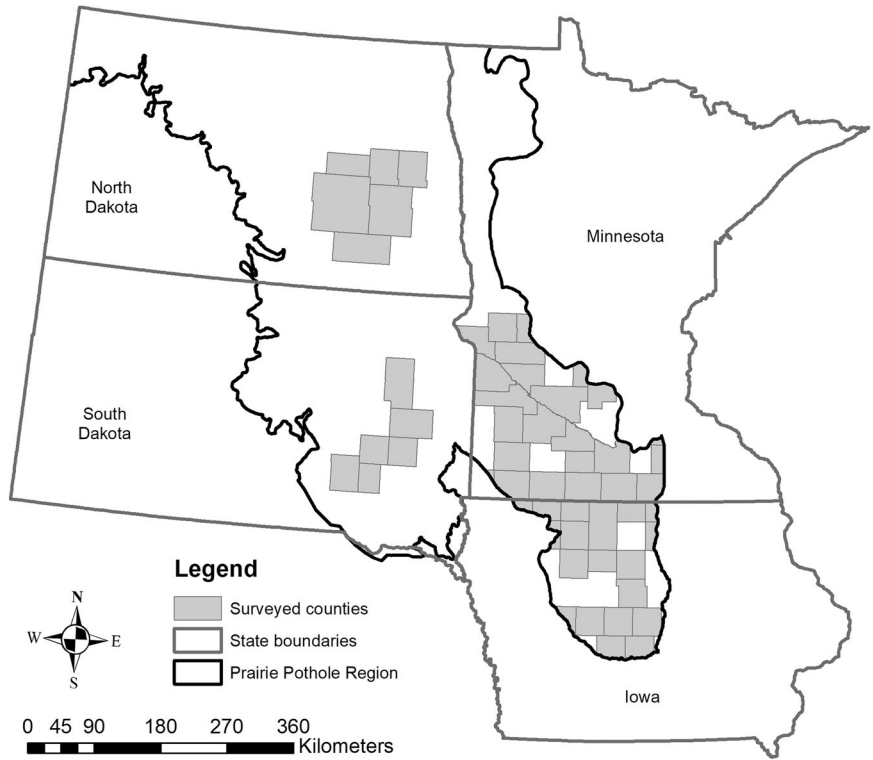 North
Dakota
Minnesota
South
Dakota
Legend
Surveyed counties
State boundaries
Prairie Pothole Region
N
W
E
S
Iowa
0 45 90 180 270 360
Kilometers